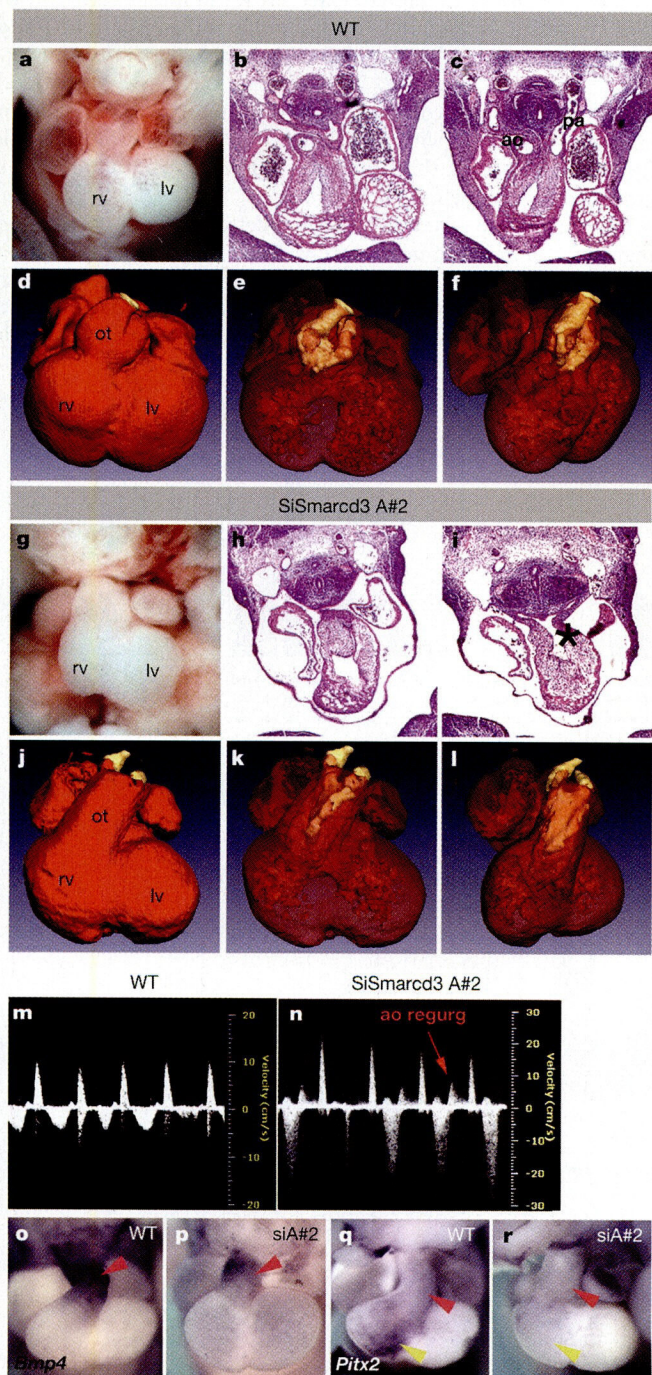 WT
a
b
c
rv
lv
ao
pa
d
e
f
ot
rv
lv
SiSmarcd3 A#2
g
h
i
rv
lv
*
j
k
l
ot
rv
lv
WT
SiSmarcd3 A#2
m
n
ao regurg
20
10
0
-10
-20
Velocity (cm/s)
30
20
10
0
-10
-20
-30
Velocity (cm/s)
o
WT
p
siA#2
q
WT
r
siA#2
Bmp4
Pitx2